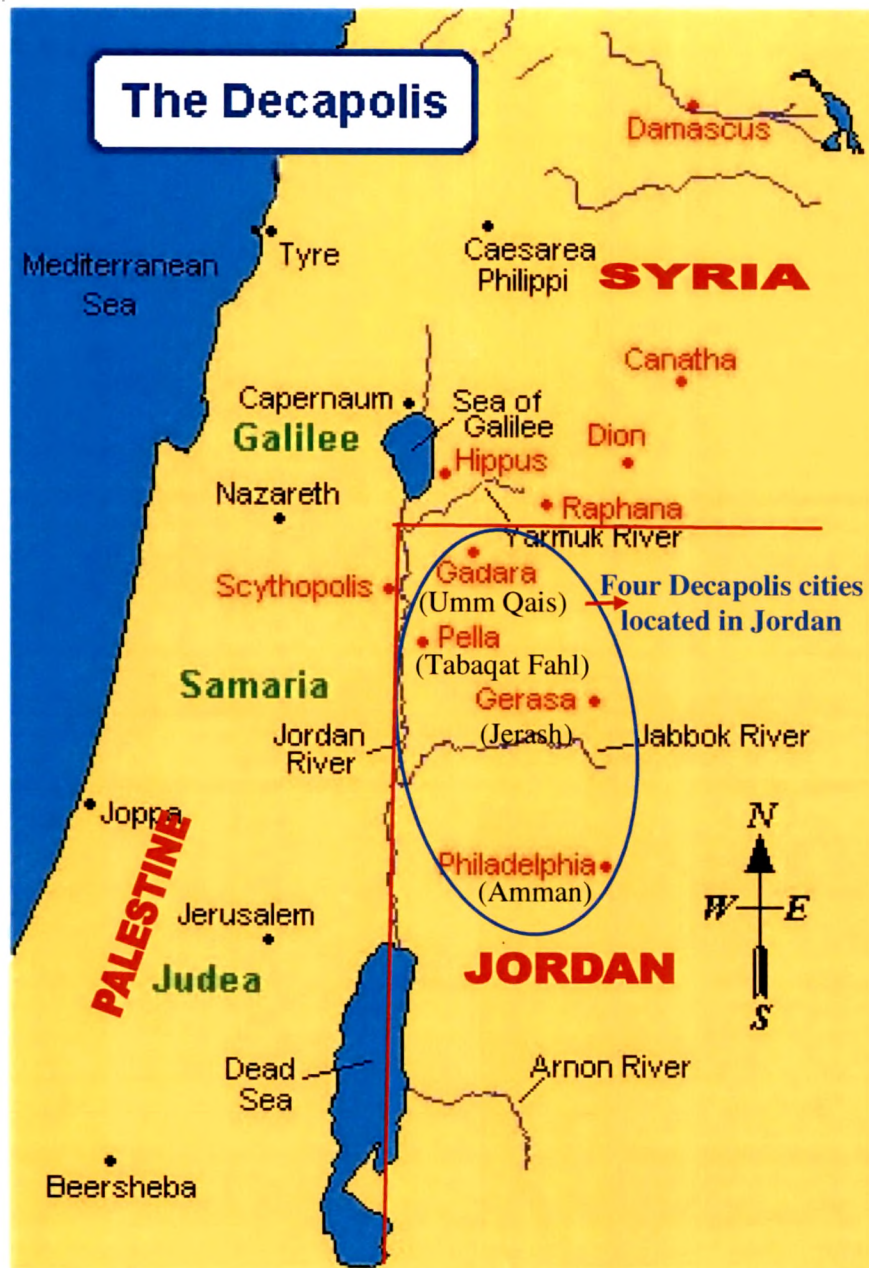 The Decapolis
Damascus
Tyre
Caesarea
Philippi
Mediterranean
Sea
SYRIA
Canatha
Capernaum
Sea of
Galilee
Galilee
Dion
Hippus
Nazareth
Raphana
Yarmuk River
Scythopolis
Gadara
(Umm Qais)
Four Decapolis cities
located in Jordan
Pella
(Tabaqat Fahl)
Samaria
Gerasa
(Jerash)
Jordan
River
Jabbok River
Joppa
PALESTINE
Philadelphia
(Amman)
N
W E
S
Jerusalem
Judea
JORDAN
Dead
Sea
Arnon River
Beersheba